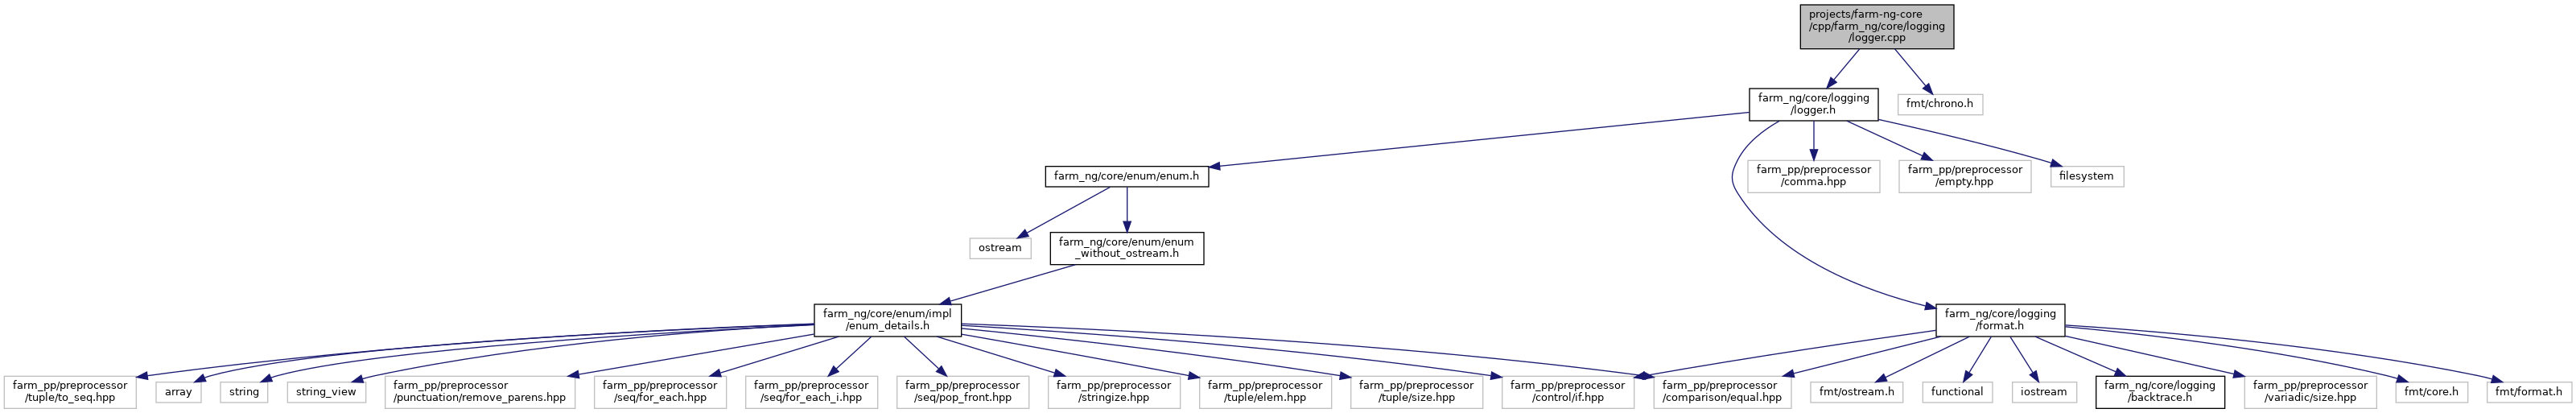 projects/farm-ng-core
/cpp/farm_ng/core/logging
/logger.cpp
farm_ng/core/logging
/logger.h
fmt/chrono.h
farm_ng/core/enum/enum.h
farm_pp/preprocessor
/comma.hpp
farm_pp/preprocessor
/empty.hpp
filesystem
ostream
farm_ng/core/enum/enum
_without_ostream.h
farm_ng/core/enum/impl
/enum_details.h
farm_ng/core/logging
/format.h
farm_pp/preprocessor
/tuple/to_seq.hpp
array
string
string_view
farm_pp/preprocessor
/punctuation/remove_parens.hpp
farm_pp/preprocessor
/seq/for_each.hpp
farm_pp/preprocessor
/seq/for_each_i.hpp
farm_pp/preprocessor
/seq/pop_front.hpp
farm_pp/preprocessor
/stringize.hpp
farm_pp/preprocessor
/tuple/elem.hpp
farm_pp/preprocessor
/tuple/size.hpp
farm_pp/preprocessor
/control/if.hpp
farm_pp/preprocessor
/comparison/equal.hpp
fmt/ostream.h
functional
iostream
farm_ng/core/logging
/backtrace.h
farm_pp/preprocessor
/variadic/size.hpp
fmt/core.h
fmt/format.h